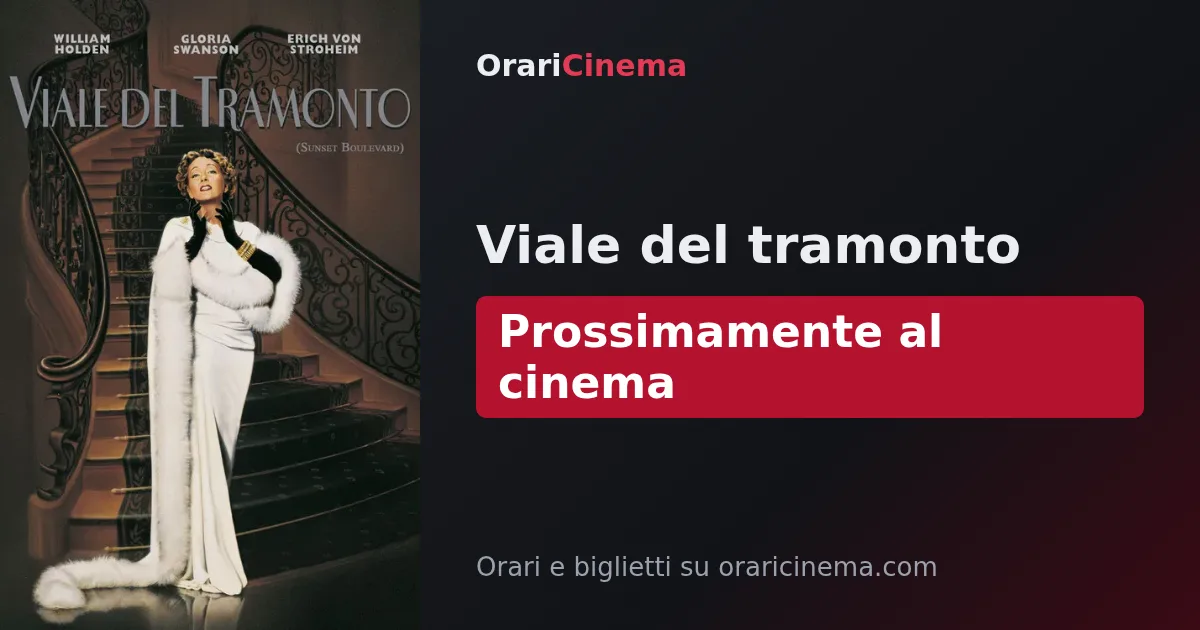 WILLIAM HOLDEN
GLORIA SWANSON
ERICH VON STROHEIM
VIALE DEL TRAMONTO
(SUNSET BOULEVARD)
OrariCinema
Viale del tramonto
Prossimamente al
cinema
Orari e biglietti su oraricinema.com